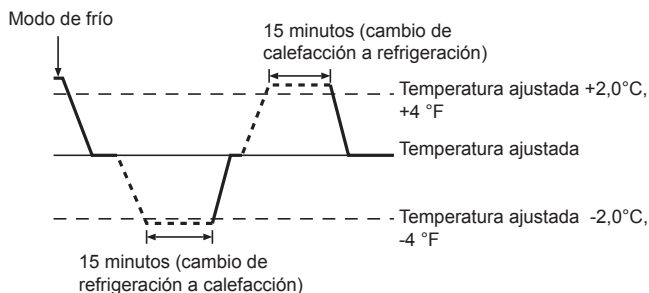 Modo de frío
15 minutos (cambio de
calefacción a refrigeración)
Temperatura ajustada +2,0°C,
+4 °F
Temperatura ajustada
Temperatura ajustada -2,0°C,
-4 °F
15 minutos (cambio de
refrigeración a calefacción)